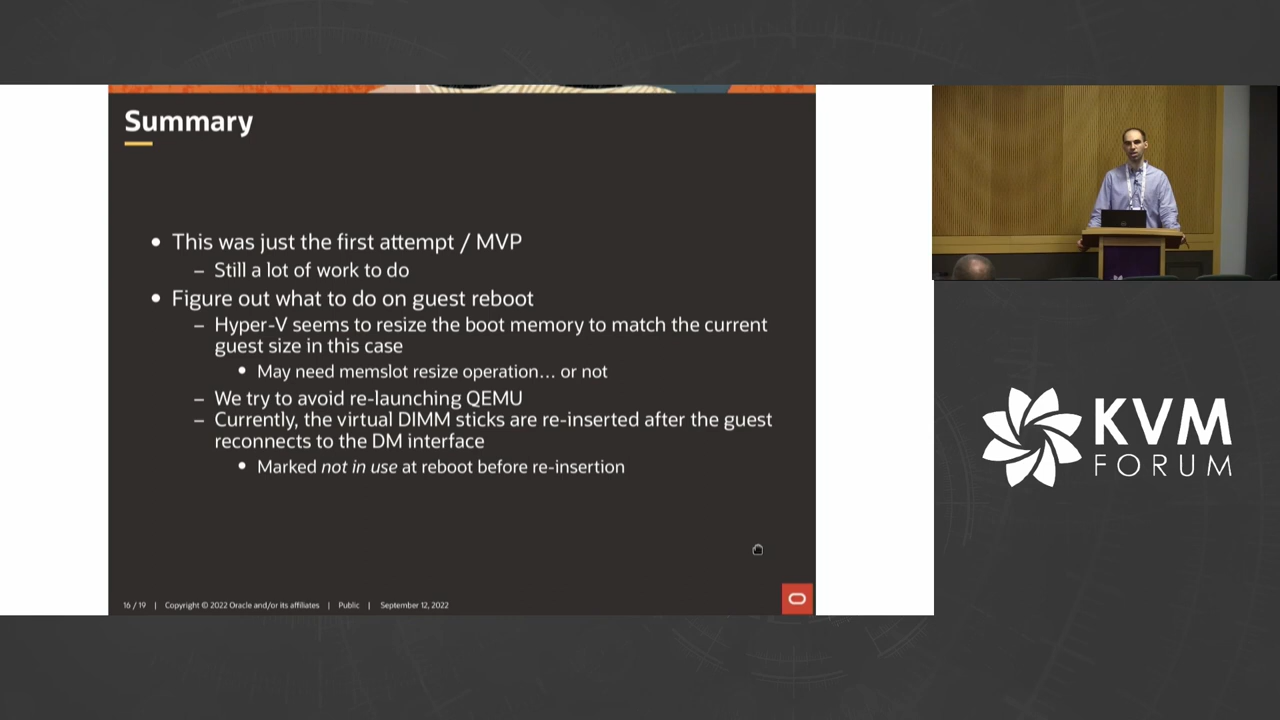 Summary
• This was just the first attempt / MVP
– Still a lot of work to do
• Figure out what to do on guest reboot
– Hyper-V seems to resize the boot memory to match the current
guest size in this case
• May need memslot resize operation… or not
– We try to avoid re-launching QEMU
– Currently, the virtual DIMM sticks are re-inserted after the guest
reconnects to the DM interface
• Marked not in use at reboot before re-insertion
16 / 19 | Copyright © 2022 Oracle and/or its affiliates | Public | September 12, 2022
KVM
FORUM